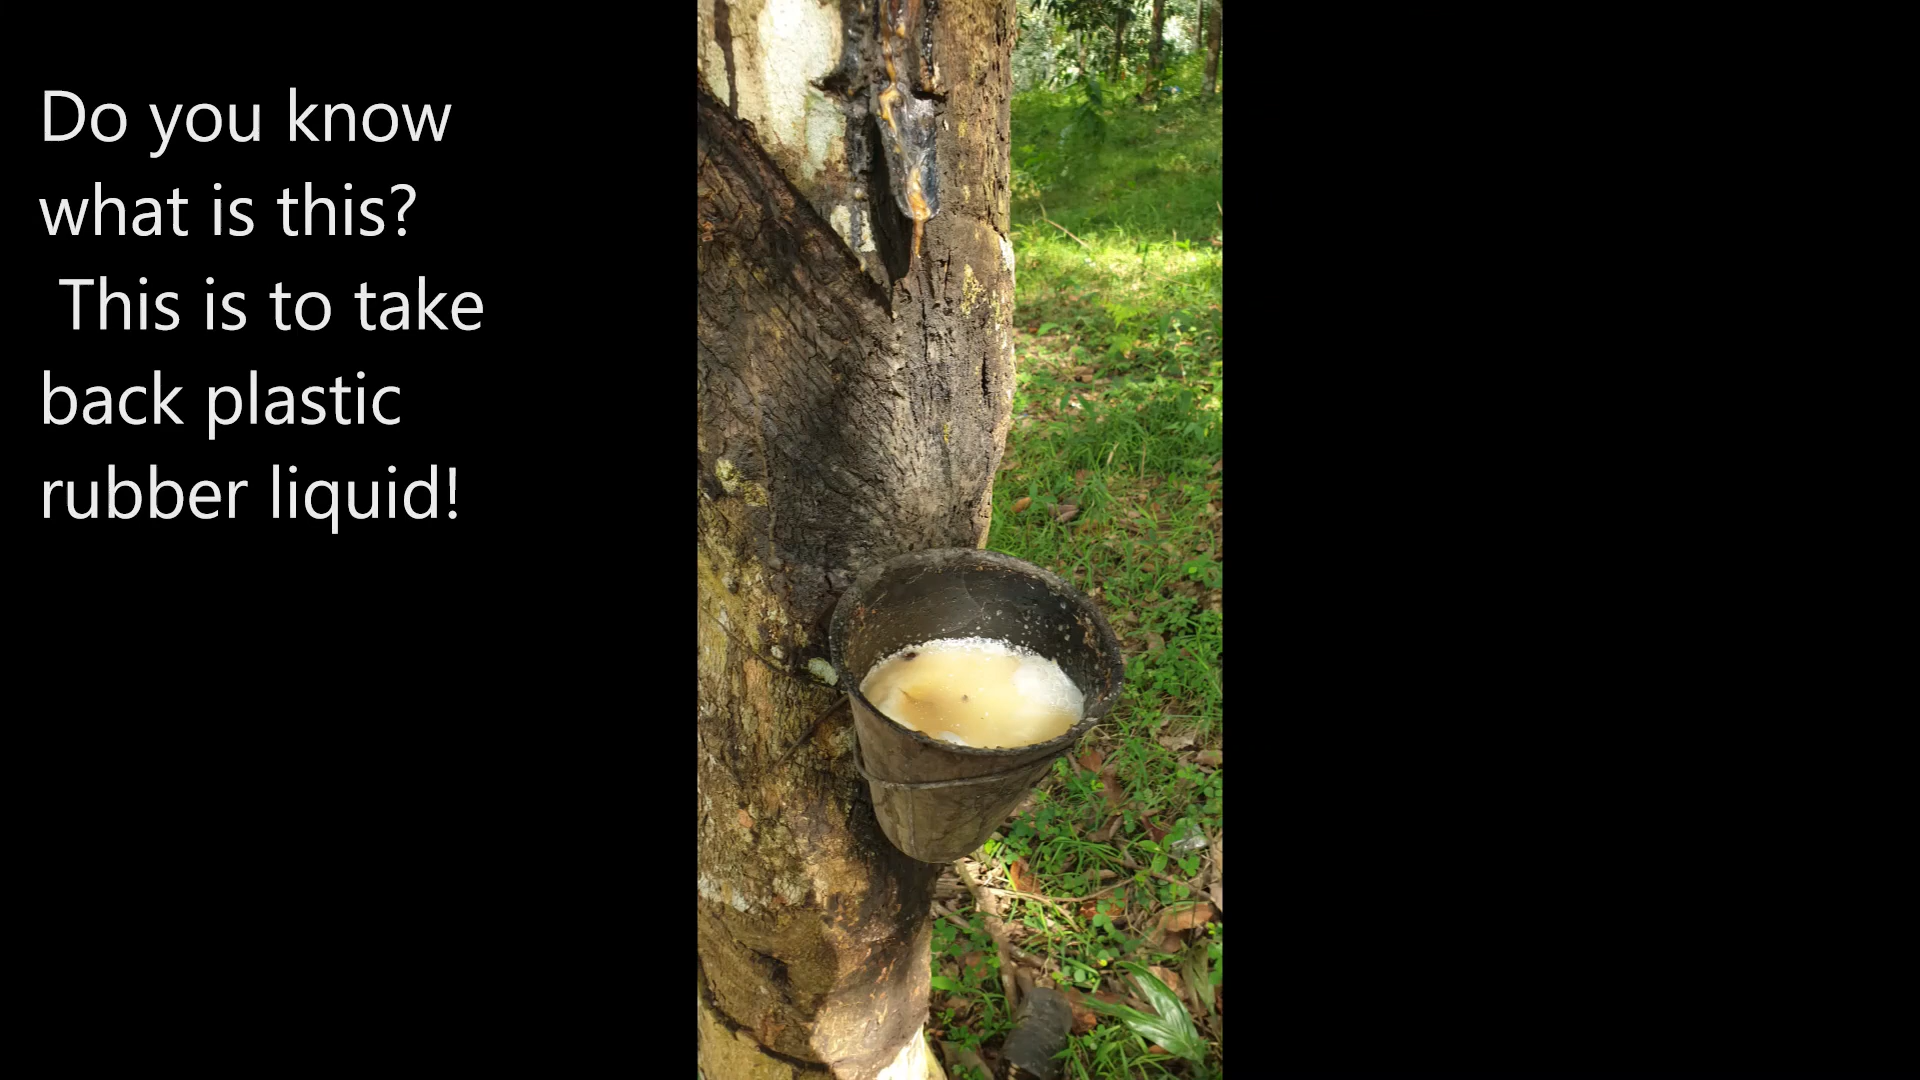 Do you know
what is this?
This is to take
back plastic
rubber liquid!